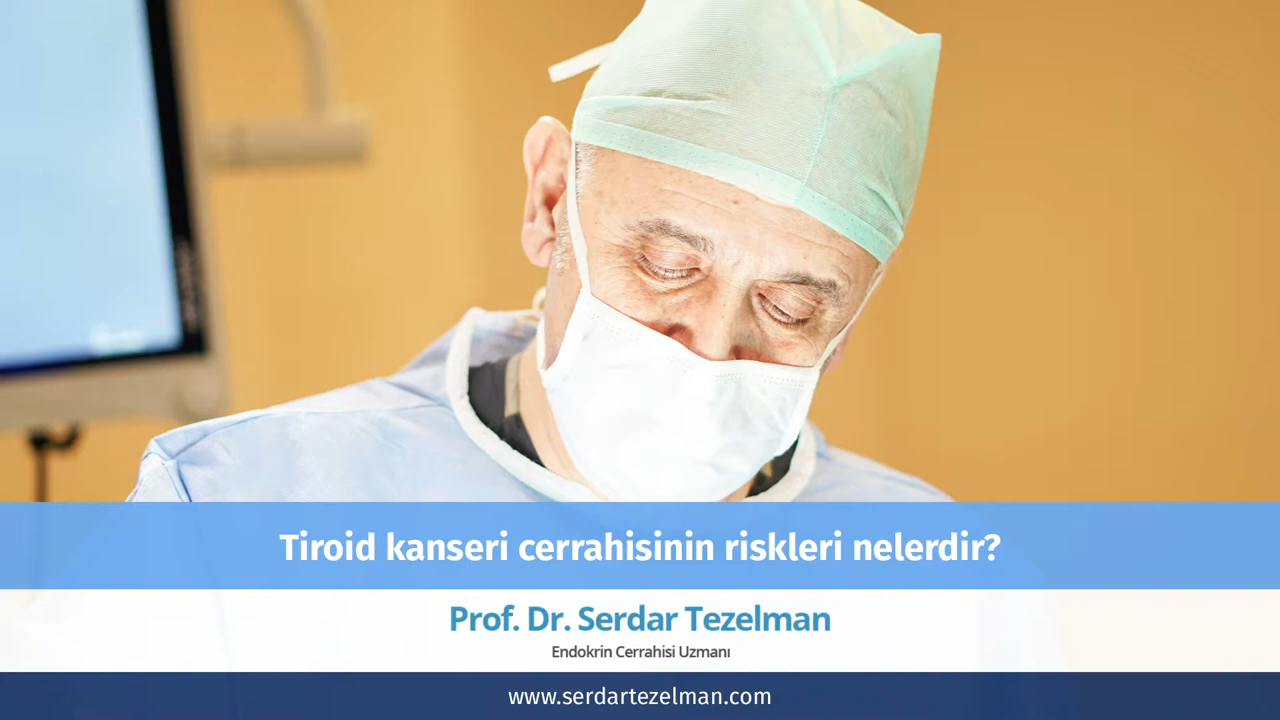 Tiroid kanseri cerrahisinin riskleri nelerdir?
Prof. Dr. Serdar Tezelman
Endokrin Cerrahisi Uzmanı
www.serdartezelman.com